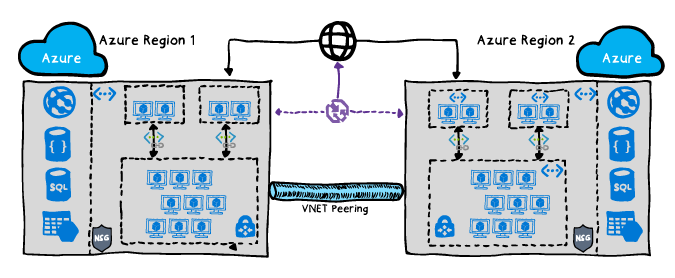 Azure Region 1
Azure Region 2
Azure
Azure
{ }
{ }
SQL
SQL
VNET Peering
NSG
NSG